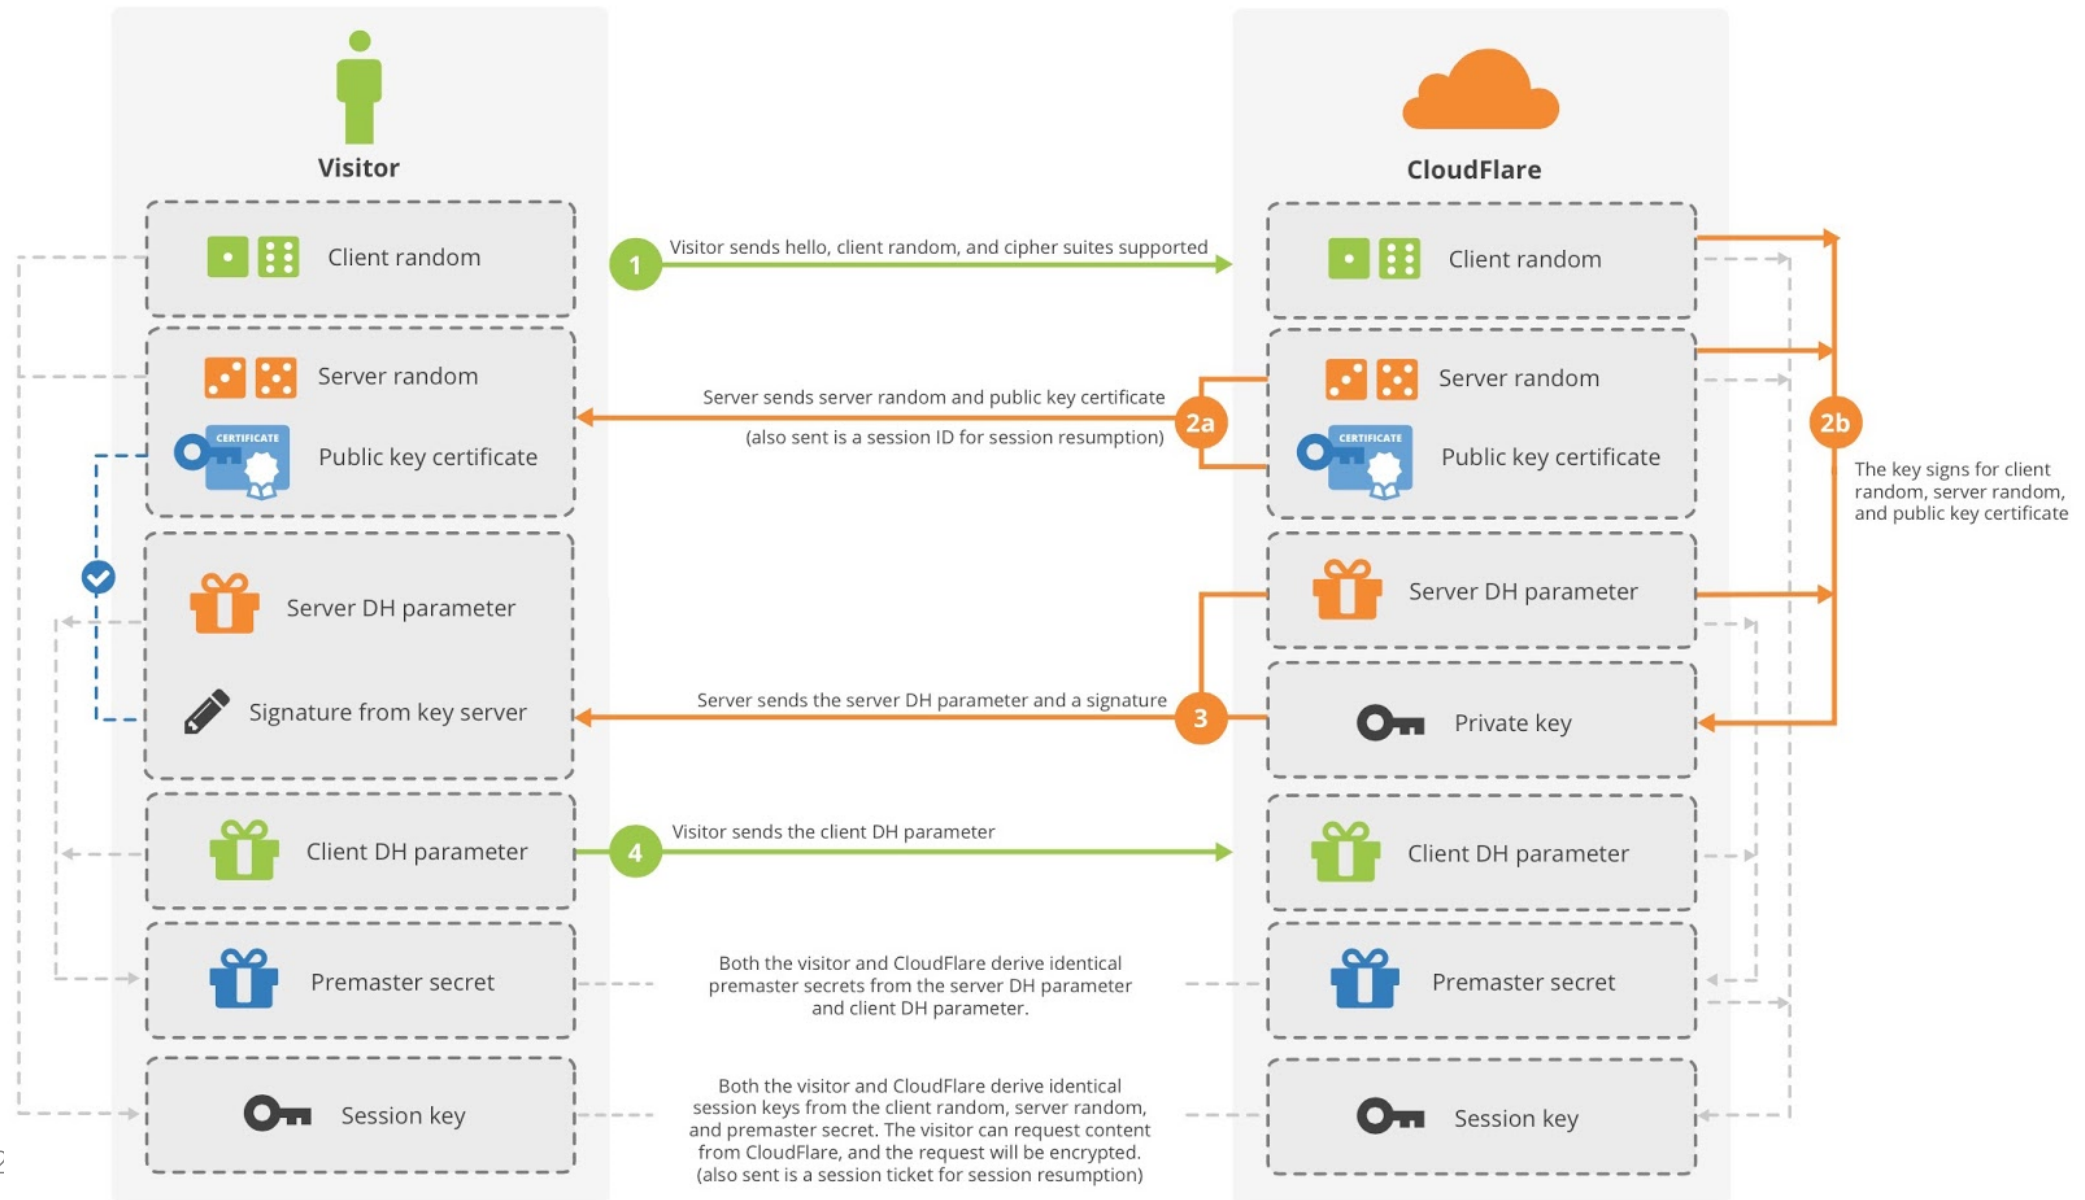 Visitor
CloudFlare
Client random
1
Visitor sends hello, client random, and cipher suites supported
Client random
Server random
CERTIFICATE
Public key certificate
Server sends server random and public key certificate
(also sent is a session ID for session resumption)
2a
Server random
CERTIFICATE
Public key certificate
2b
The key signs for client
random, server random,
and public key certificate
Server DH parameter
Signature from key server
Server sends the server DH parameter and a signature
3
Server DH parameter
Private key
Client DH parameter
4
Visitor sends the client DH parameter
Client DH parameter
Premaster secret
Both the visitor and CloudFlare derive identical
premaster secrets from the server DH parameter
and client DH parameter.
Premaster secret
Session key
Both the visitor and CloudFlare derive identical
session keys from the client random, server random,
and premaster secret. The visitor can request content
from CloudFlare, and the request will be encrypted.
(also sent is a session ticket for session resumption)
Session key